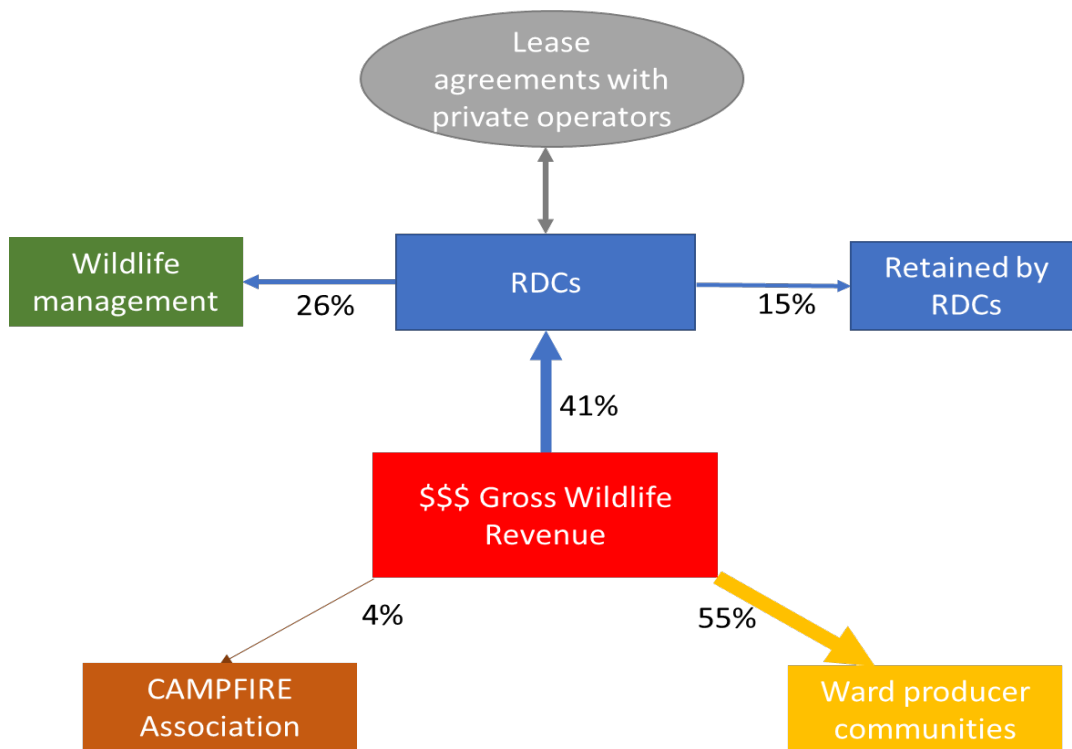 Lease
agreements with
private operators
Wildlife
management
26%
RDCs
15%
Retained by
RDCs
41%
$$$ Gross Wildlife
Revenue
4%
55%
CAMPFIRE
Association
Ward producer
communities